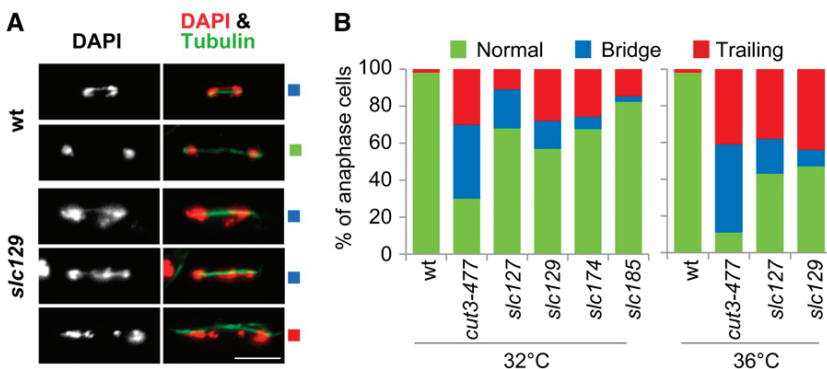 A
DAPI
DAPI &
Tubulin
wt
slc129
B
Normal
Bridge
Trailing
% of anaphase cells
100
80
60
40
20
0
wt
cut3-477
slc127
slc129
slc174
slc185
32°C
wt
cut3-477
slc127
slc129
36°C